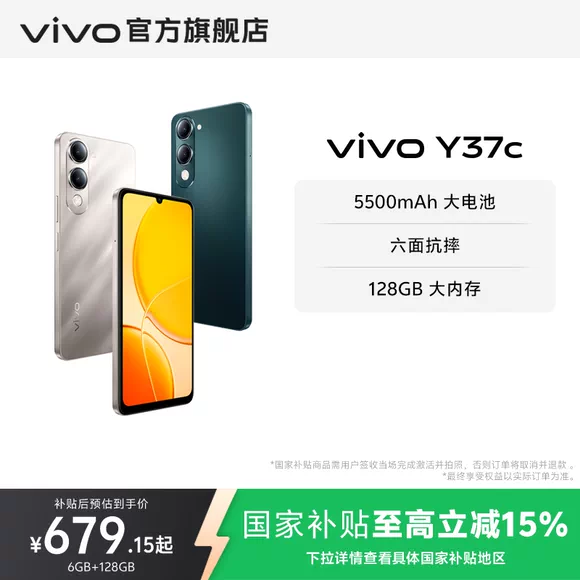 vivo 官方旗舰店
vivo Y37c
5500mAh 大电池
六面抗摔
128GB 大内存
vivo
*国家补贴商品需用户签收当场完成激活并拍照，否则订单将取消并退款 。
*最终享受权益以实际订单为准。
补贴后预估到手价
¥679.15起
6GB+128GB
国家补贴至高立减15%
下拉详情查看具体国家补贴地区